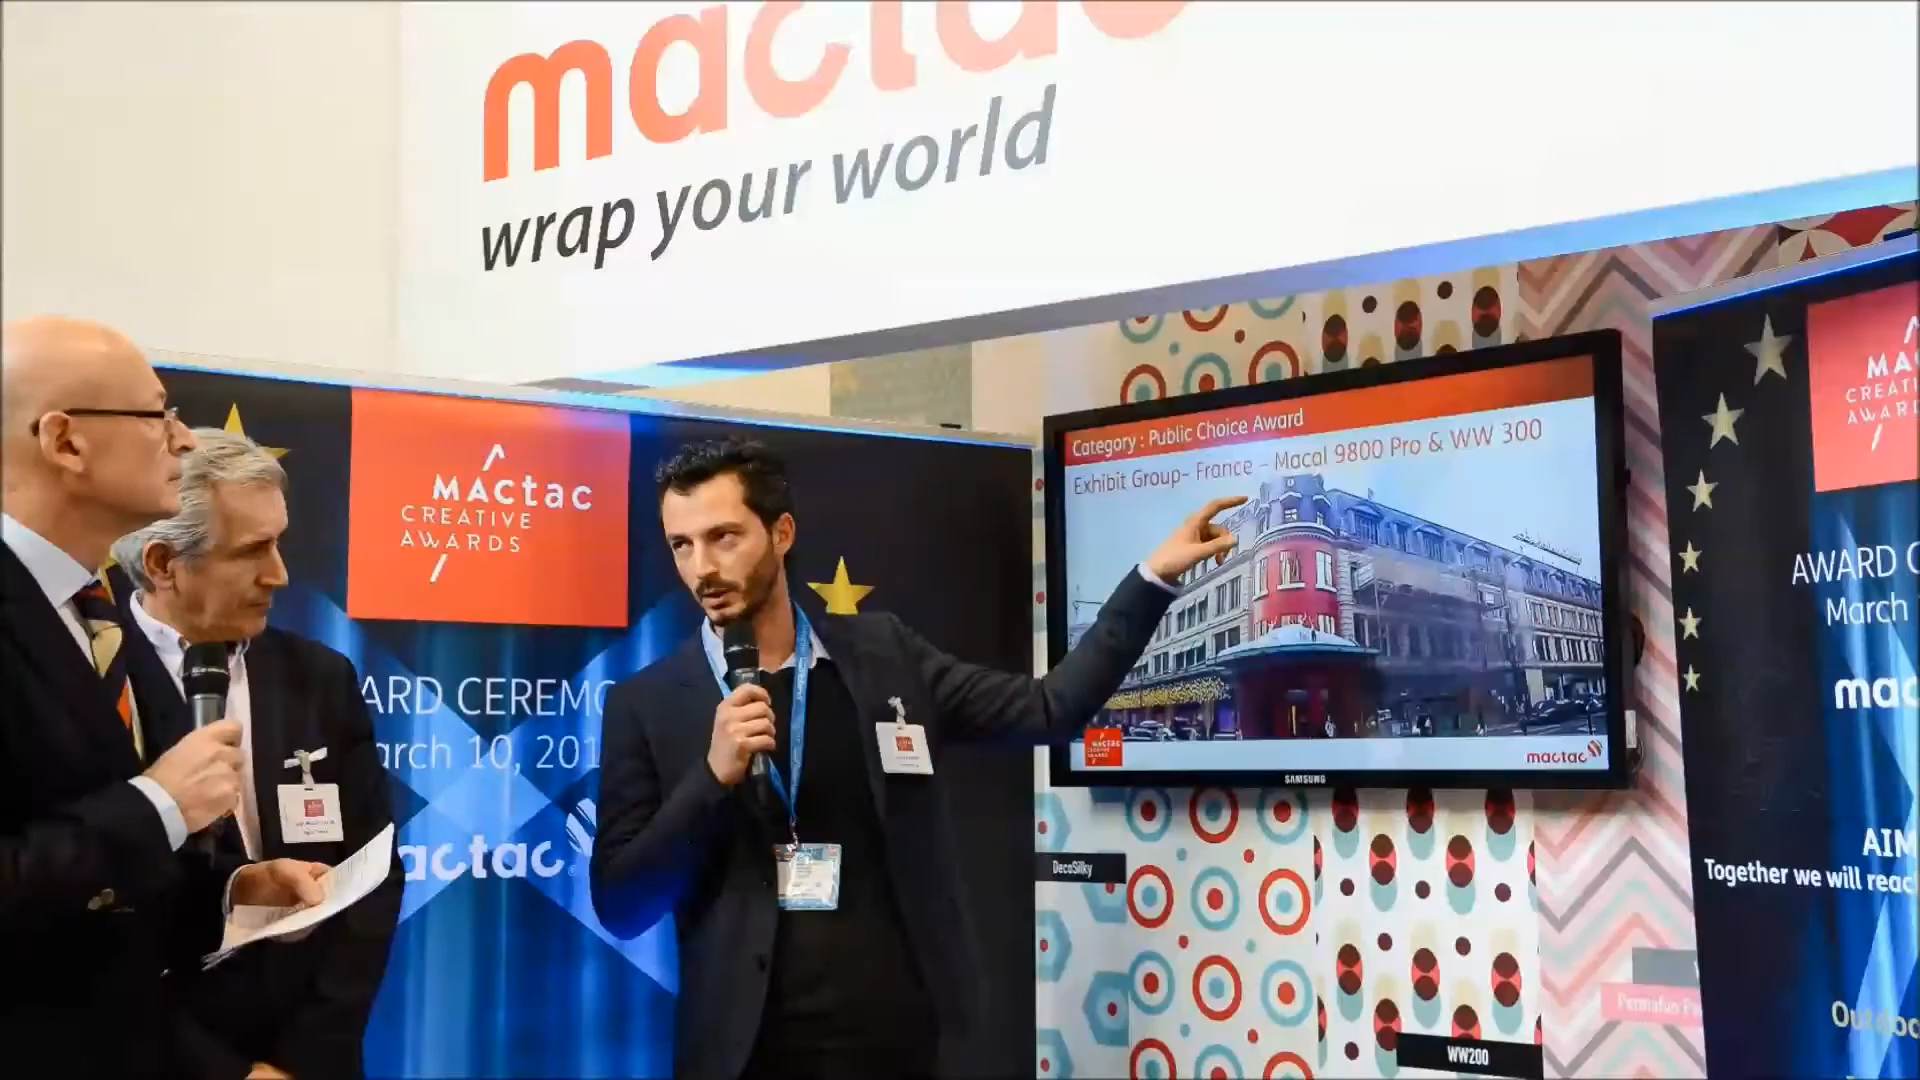 mactac
wrap your world
MACtac
CREATIVE
AWARDS
ARD CEREMO
arch 10, 201
actac
Category : Public Choice Award
Exhibit Group- France - Macal 9800 Pro & WW 300
MACTAC
CREATIVE
AWARDS
mactac
SAMSUNG
DecoSilky
WW200
MA
CREATI
AWAR
AWARD C
March
mac
AIM
Together we will reac